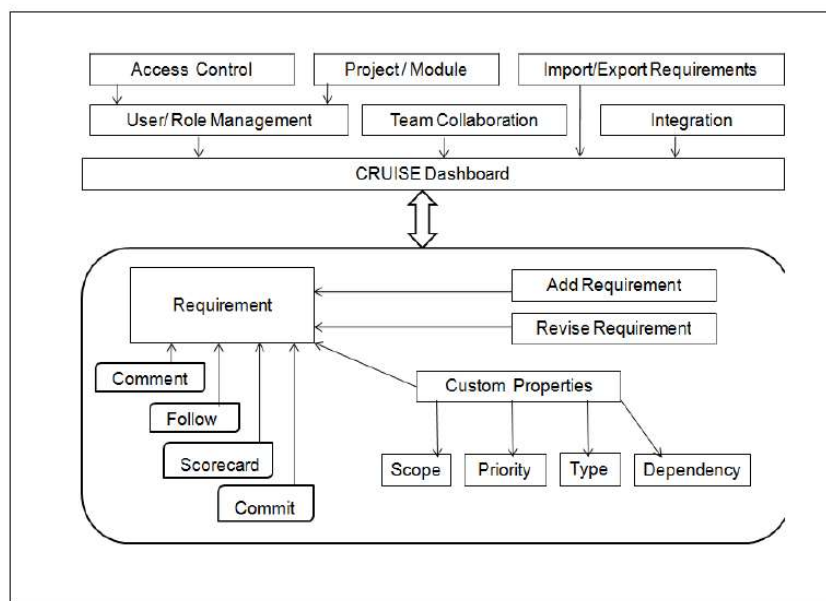 Access Control
Project / Module
Import/Export Requirements
User/ Role Management
Team Collaboration
Integration
CRUISE Dashboard
Requirement
Add Requirement
Revise Requirement
Comment
Custom Properties
Follow
Scorecard
Scope
Priority
Type
Dependency
Commit